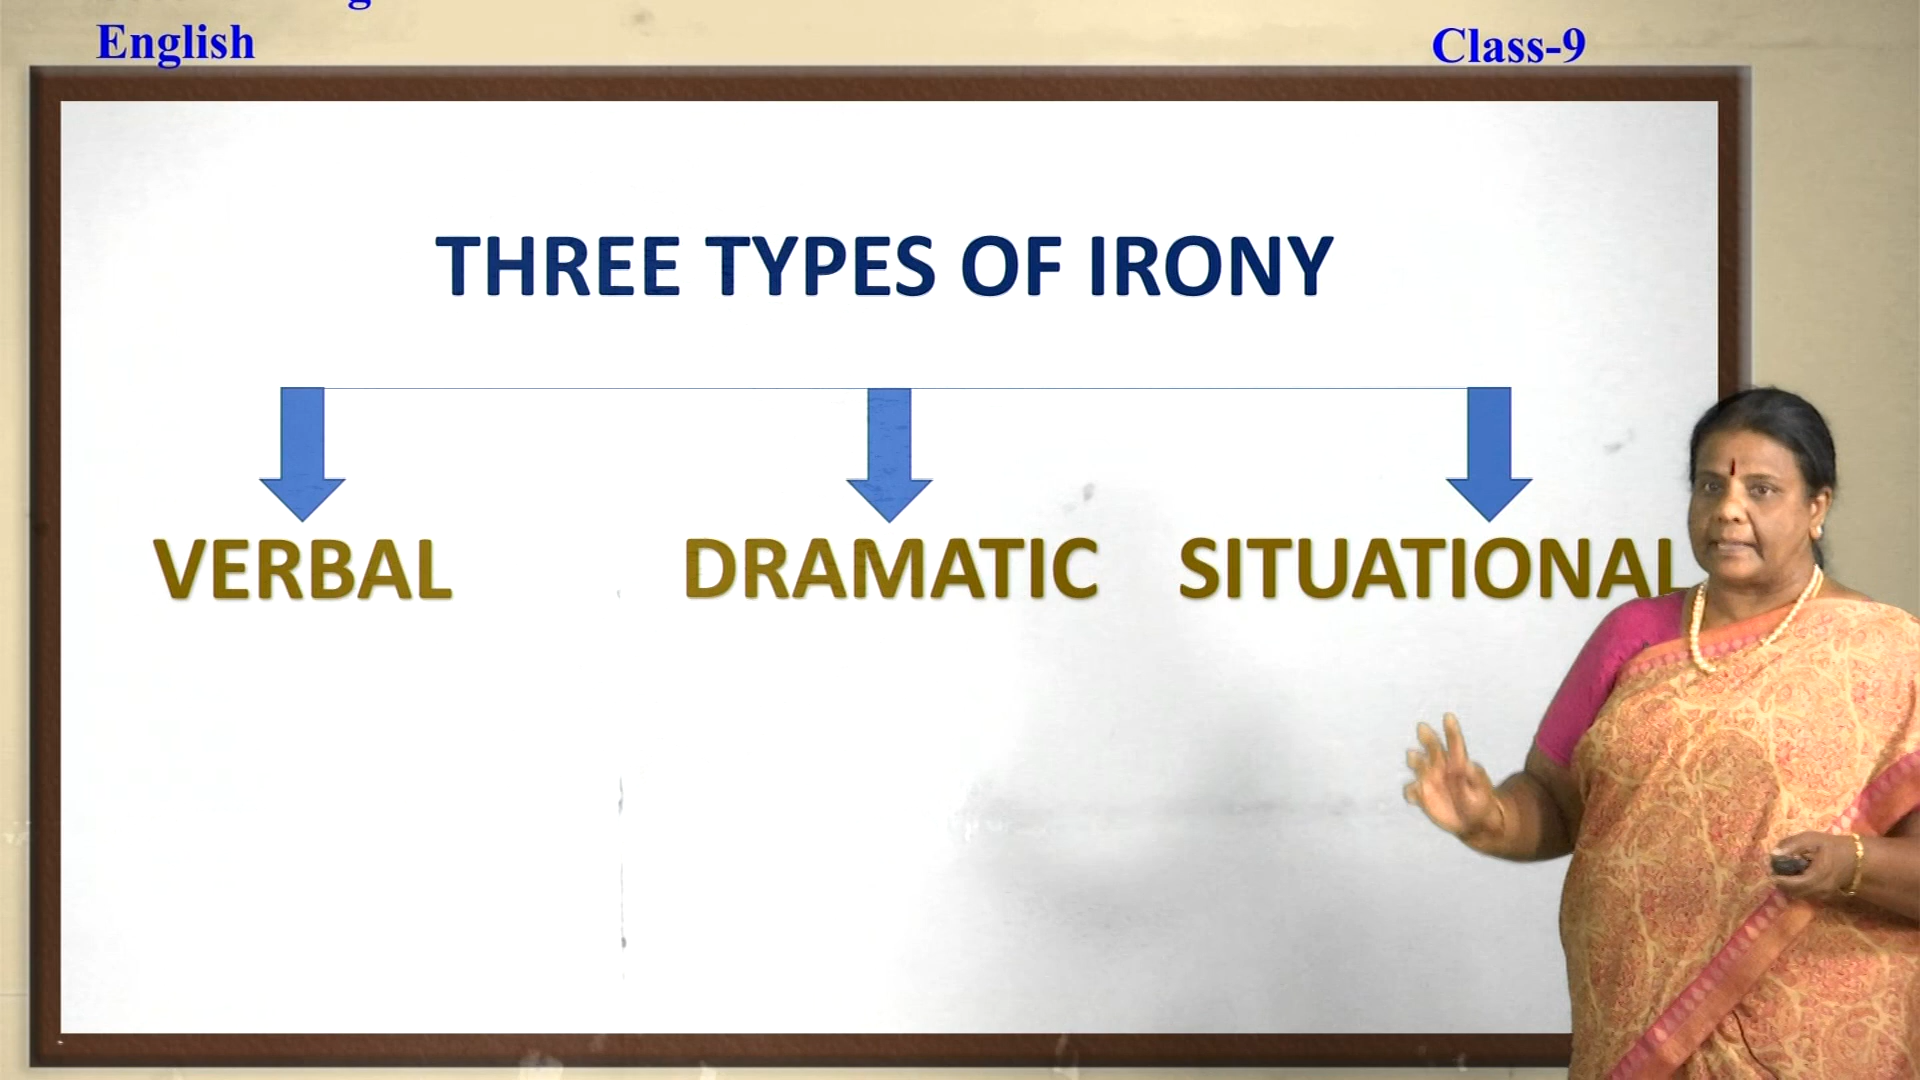 English
Class-9
THREE TYPES OF IRONY
VERBAL
DRAMATIC
SITUATIONAL